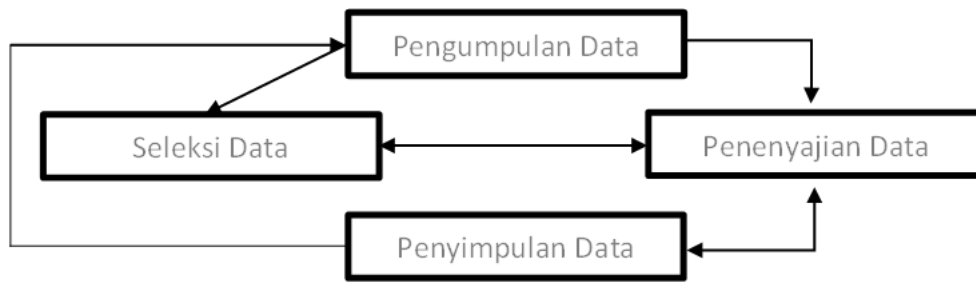 Pengumpulan Data
Seleksi Data
Penenyajian Data
Penyimpulan Data